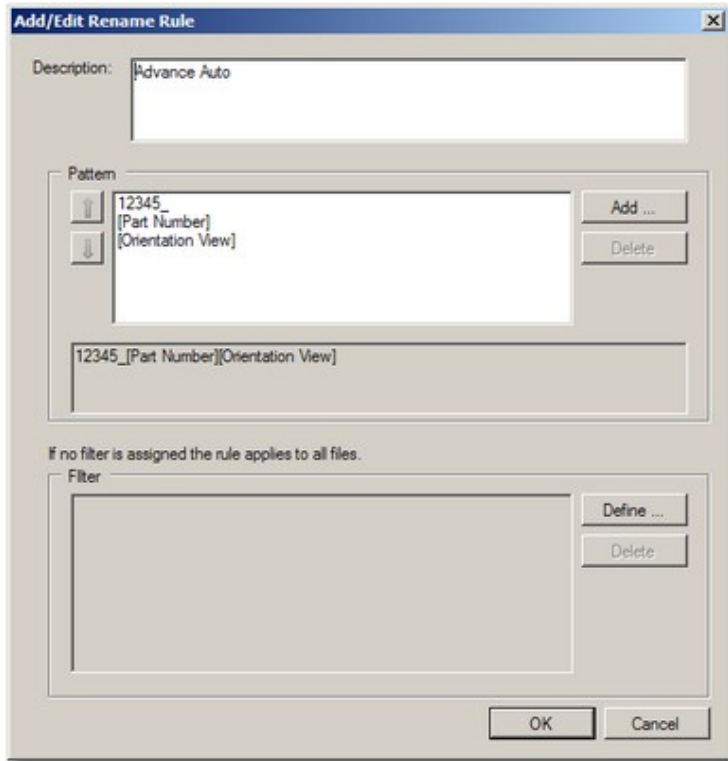 Add/Edit Rename Rule
Description:
Advance Auto
Pattern
12345_
[Part Number]
[Orientation View]
Add ...
Delete
12345_[Part Number][Orientation View]
If no filter is assigned the rule applies to all files.
Filter
Define ...
Delete
OK
Cancel